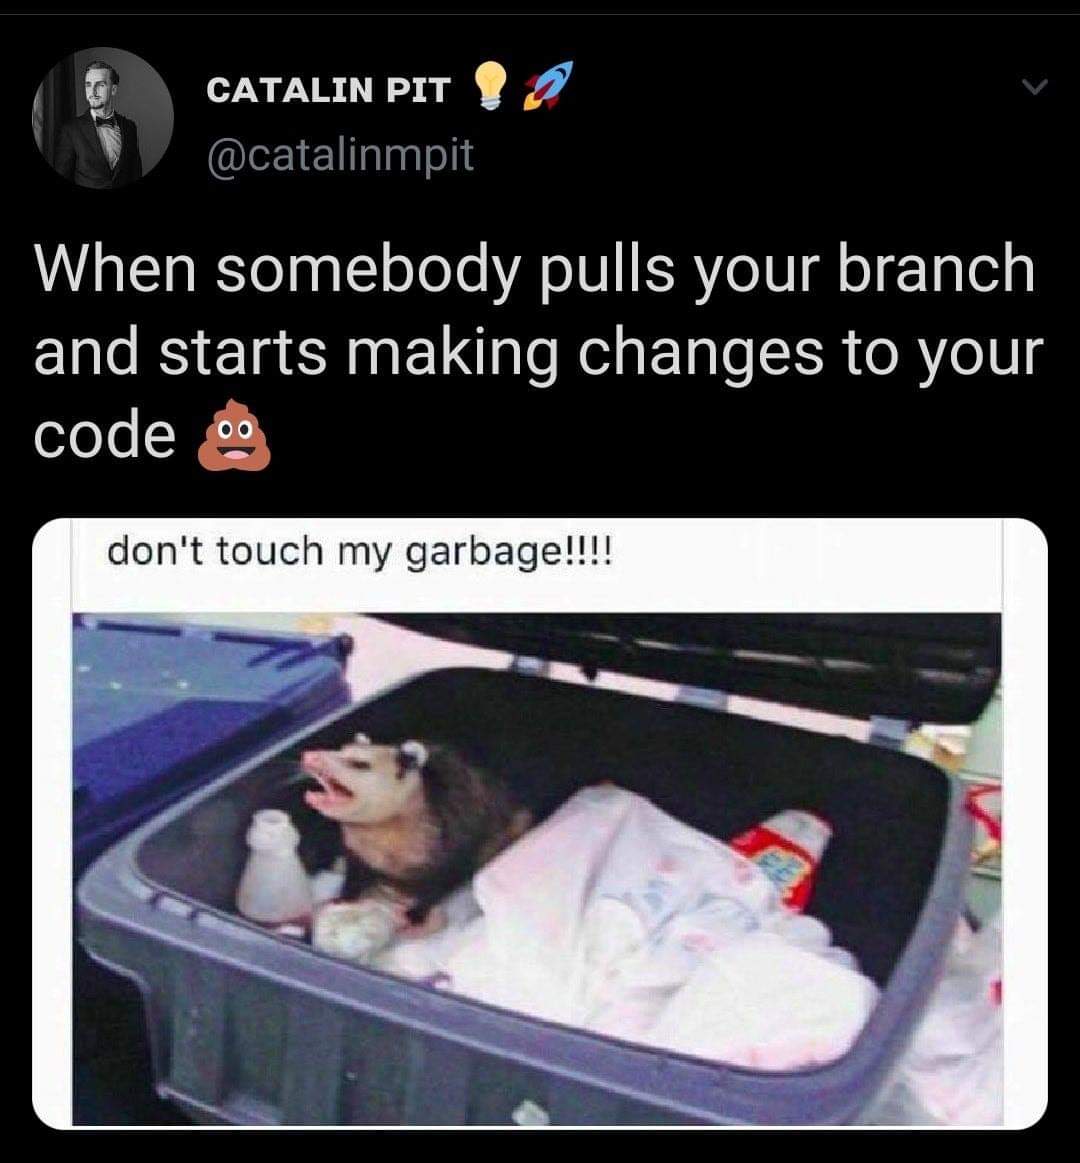 CATALIN PIT 💡🚀
@catalinmpit
When somebody pulls your branch
and starts making changes to your
code 💩
don't touch my garbage!!!!